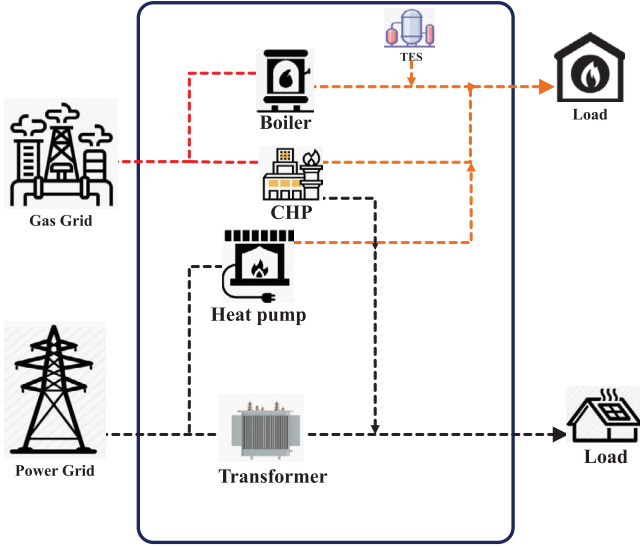 TES
Boiler
Load
CHP
Gas Grid
Heat pump
Power Grid
Transformer
Load